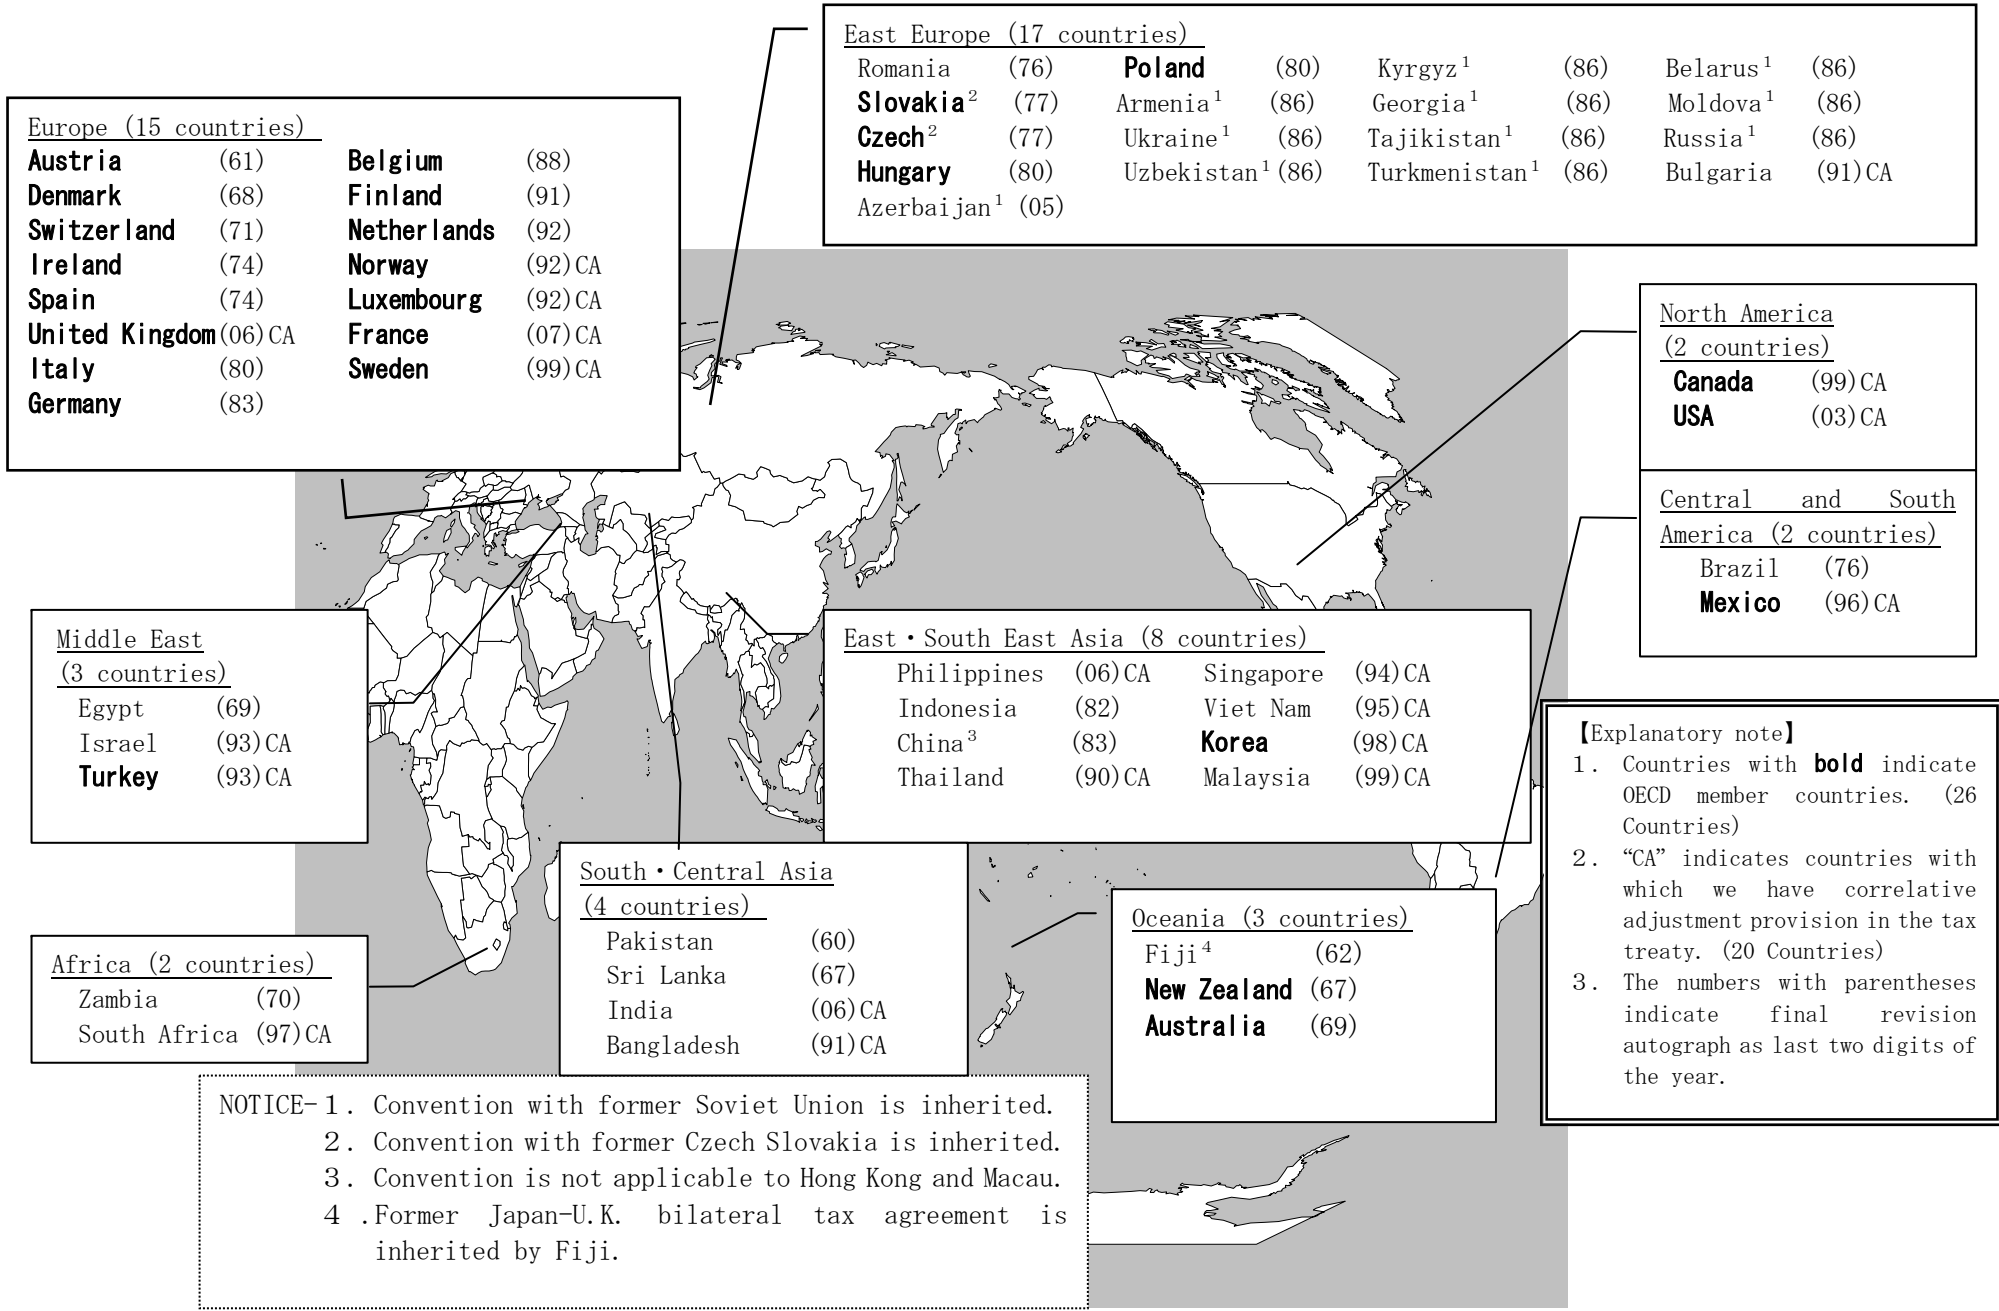 East Europe (17 countries)
Romania (76) Poland (80) Kyrgyz¹ (86) Belarus¹ (86)
Slovakia² (77) Armenia¹ (86) Georgia¹ (86) Moldova¹ (86)
Czech² (77) Ukraine¹ (86) Tajikistan¹ (86) Russia¹ (86)
Hungary (80) Uzbekistan¹ (86) Turkmenistan¹ (86) Bulgaria (91)CA
Azerbaijan¹ (05)
Europe (15 countries)
Austria (61) Belgium (88)
Denmark (68) Finland (91)
Switzerland (71) Netherlands (92)
Ireland (74) Norway (92)CA
Spain (74) Luxembourg (92)CA
United Kingdom (06)CA France (07)CA
Italy (80) Sweden (99)CA
Germany (83)
North America
(2 countries)
Canada (99)CA
USA (03)CA
Central and South
America (2 countries)
Brazil (76)
Mexico (96)CA
Middle East
(3 countries)
Egypt (69)
Israel (93)CA
Turkey (93)CA
East・South East Asia (8 countries)
Philippines (06)CA Singapore (94)CA
Indonesia (82) Viet Nam (95)CA
China³ (83) Korea (98)CA
Thailand (90)CA Malaysia (99)CA
【Explanatory note】
1. Countries with bold indicate
OECD member countries. (26
Countries)
2. “CA” indicates countries with
which we have correlative
adjustment provision in the tax
treaty. (20 Countries)
3. The numbers with parentheses
indicate final revision
autograph as last two digits of
the year.
South・Central Asia
(4 countries)
Pakistan (60)
Sri Lanka (67)
India (06)CA
Bangladesh (91)CA
Oceania (3 countries)
Fiji⁴ (62)
New Zealand (67)
Australia (69)
Africa (2 countries)
Zambia (70)
South Africa (97)CA
NOTICE-1. Convention with former Soviet Union is inherited.
2. Convention with former Czech Slovakia is inherited.
3. Convention is not applicable to Hong Kong and Macau.
4 .Former Japan-U.K. bilateral tax agreement is
inherited by Fiji.